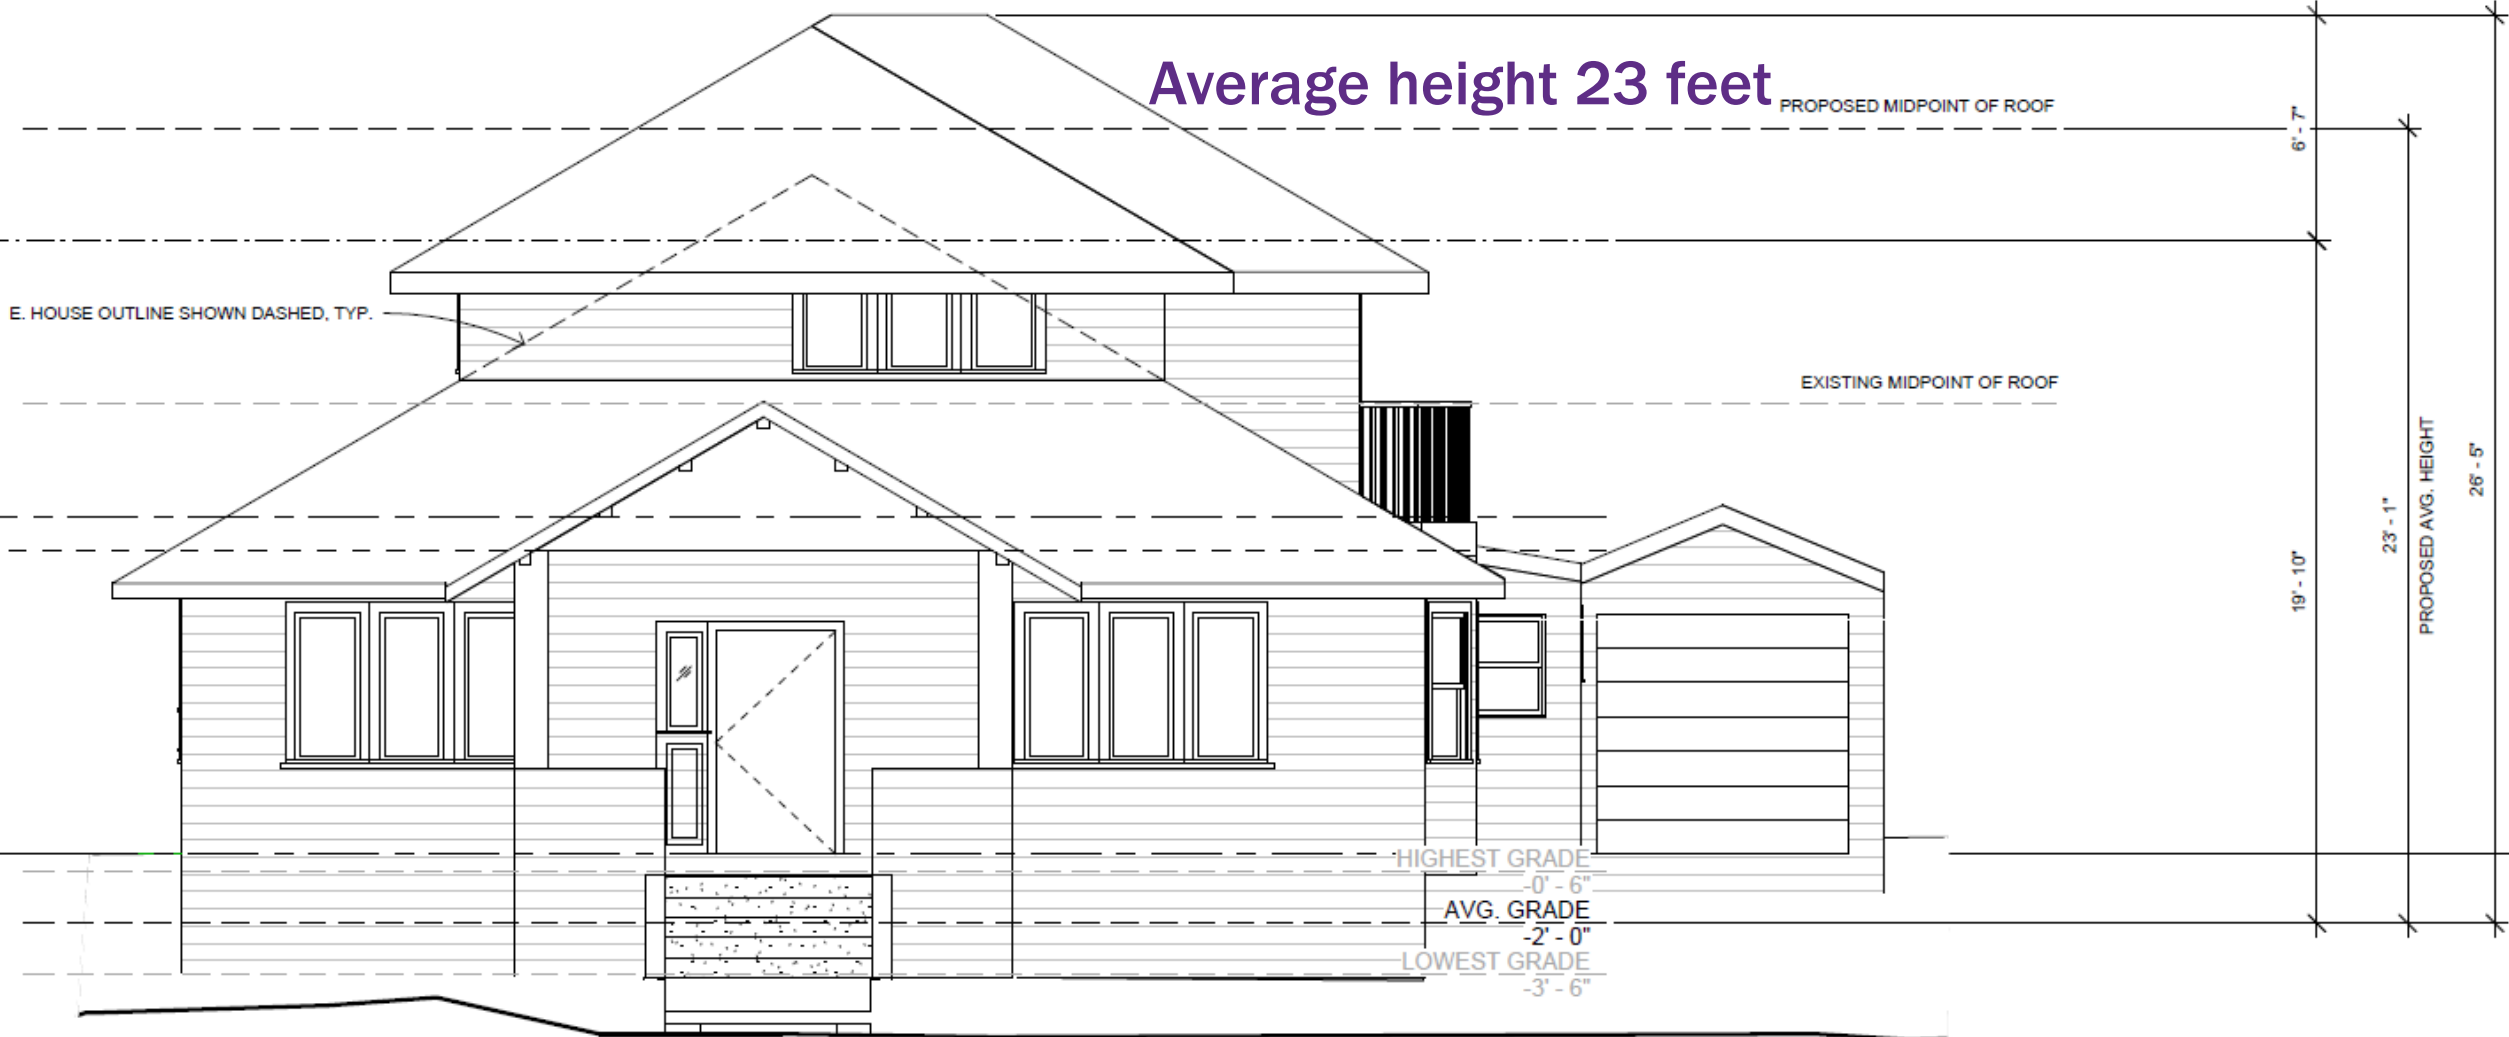 Average height 23 feet
PROPOSED MIDPOINT OF ROOF
6' - 7"
E. HOUSE OUTLINE SHOWN DASHED, TYP.
EXISTING MIDPOINT OF ROOF
19' - 10"
23' - 1"
PROPOSED AVG. HEIGHT
26' - 5"
HIGHEST GRADE
-0' - 6"
AVG. GRADE
-2' - 0"
LOWEST GRADE
-3' - 6"